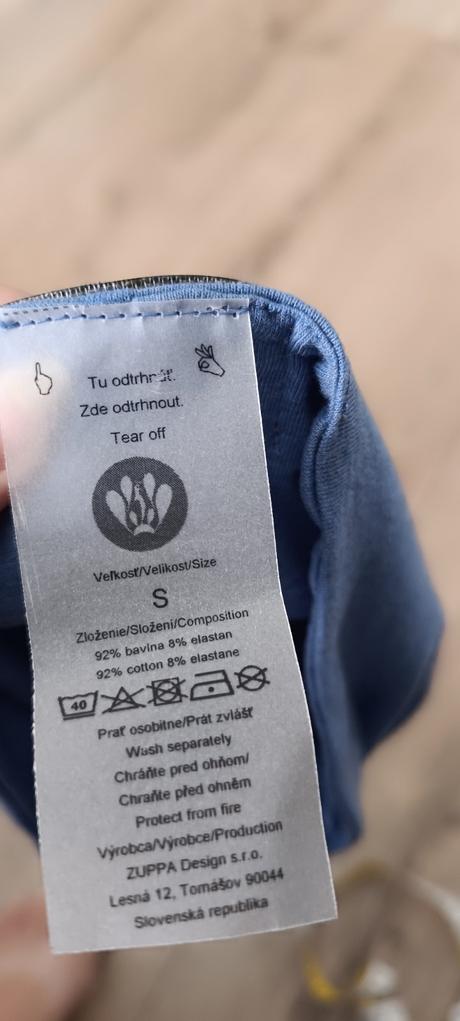 Tu odtrhnúť.
Zde odtrhnout.
Tear off
Veľkosť/Velikost/Size
S
Zloženie/Složení/Composition
92% bavlna 8% elastan
92% cotton 8% elastane
40
Prať osobitne/Prát zvlášť
Wash separately
Chráňte pred ohňom/
Chraňte před ohněm
Protect from fire
Výrobca/Výrobce/Production
ZUPPA Design s.r.o.
Lesná 12, Tomášov 90044
Slovenská republika